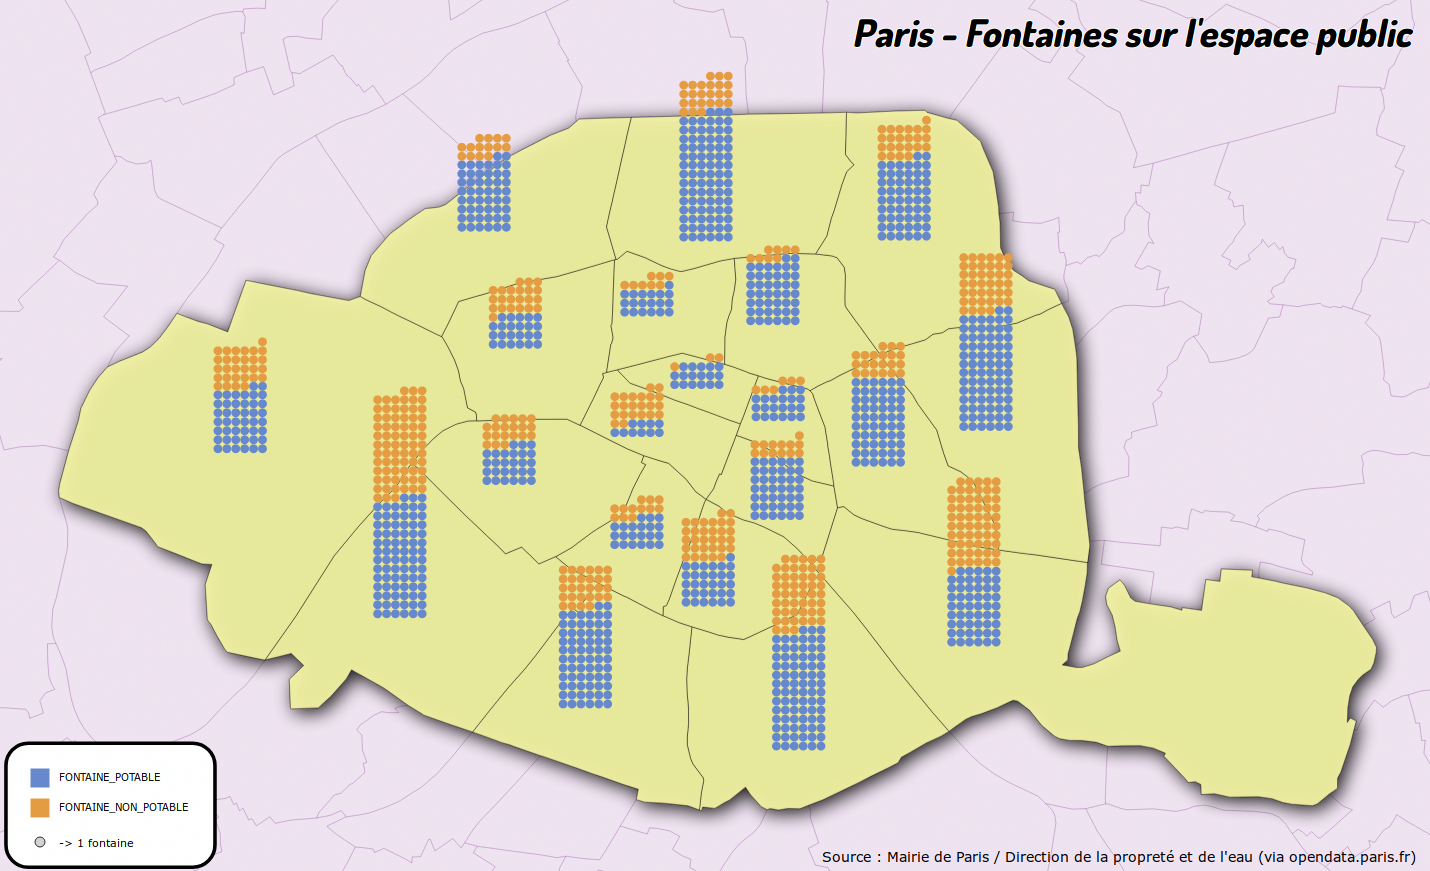 Paris - Fontaines sur l'espace public
FONTAINE_POTABLE
FONTAINE_NON_POTABLE
-> 1 fontaine
Source : Mairie de Paris / Direction de la propreté et de l'eau (via opendata.paris.fr)